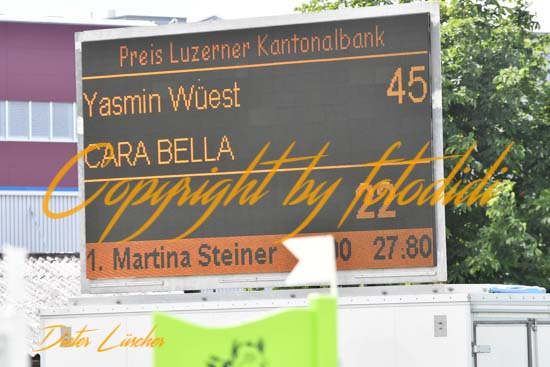 Preis Luzerner Kantonalbank
Yasmin Wüest 45
CARA BELLA
Copyright by fotodidi
22
1. Martina Steiner 27:80
Dieter Lüscher